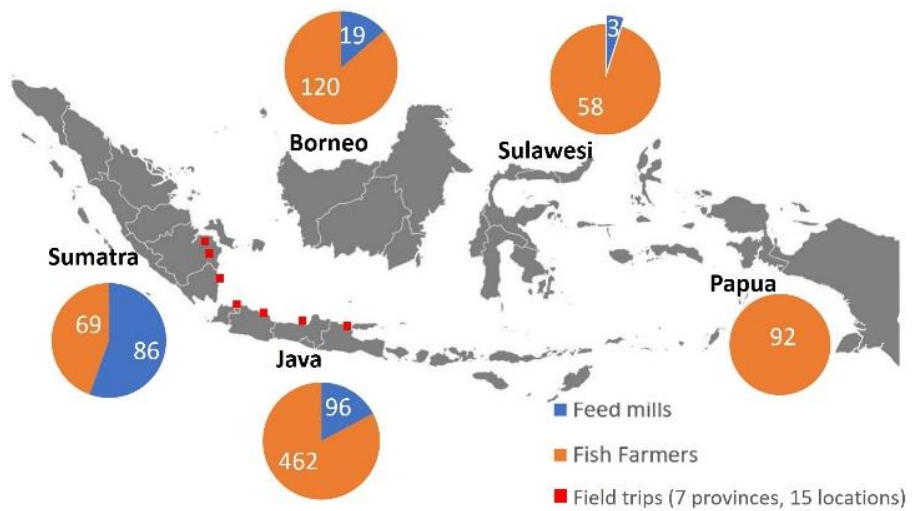 19
120
Borneo
3
58
Sulawesi
Sumatra
69
86
Java
96
462
Papua
92
Feed mills
Fish Farmers
Field trips (7 provinces, 15 locations)